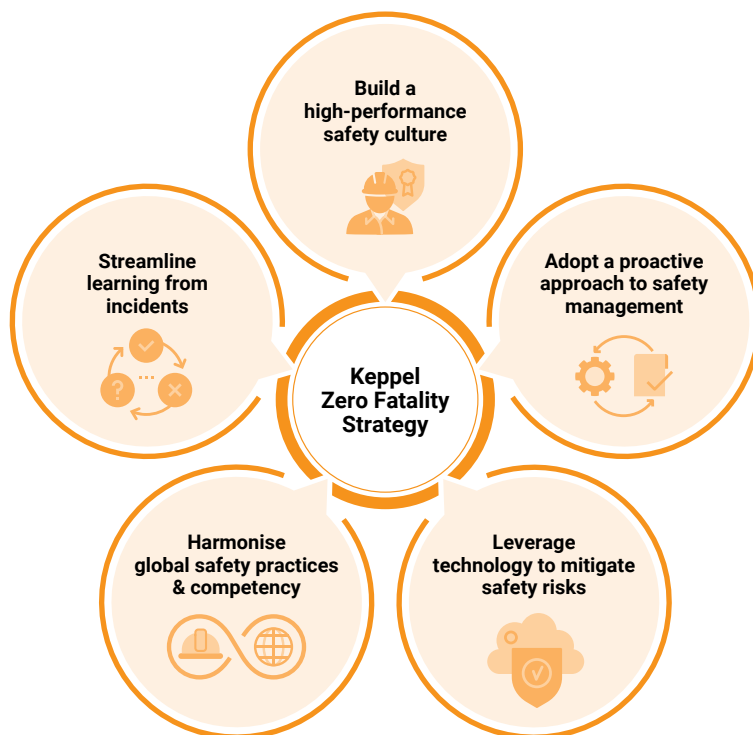 Build a
high-performance
safety culture
Adopt a proactive
approach to safety
management
Leverage
technology to mitigate
safety risks
Harmonise
global safety practices
& competency
Streamline
learning from
incidents
Keppel
Zero Fatality
Strategy